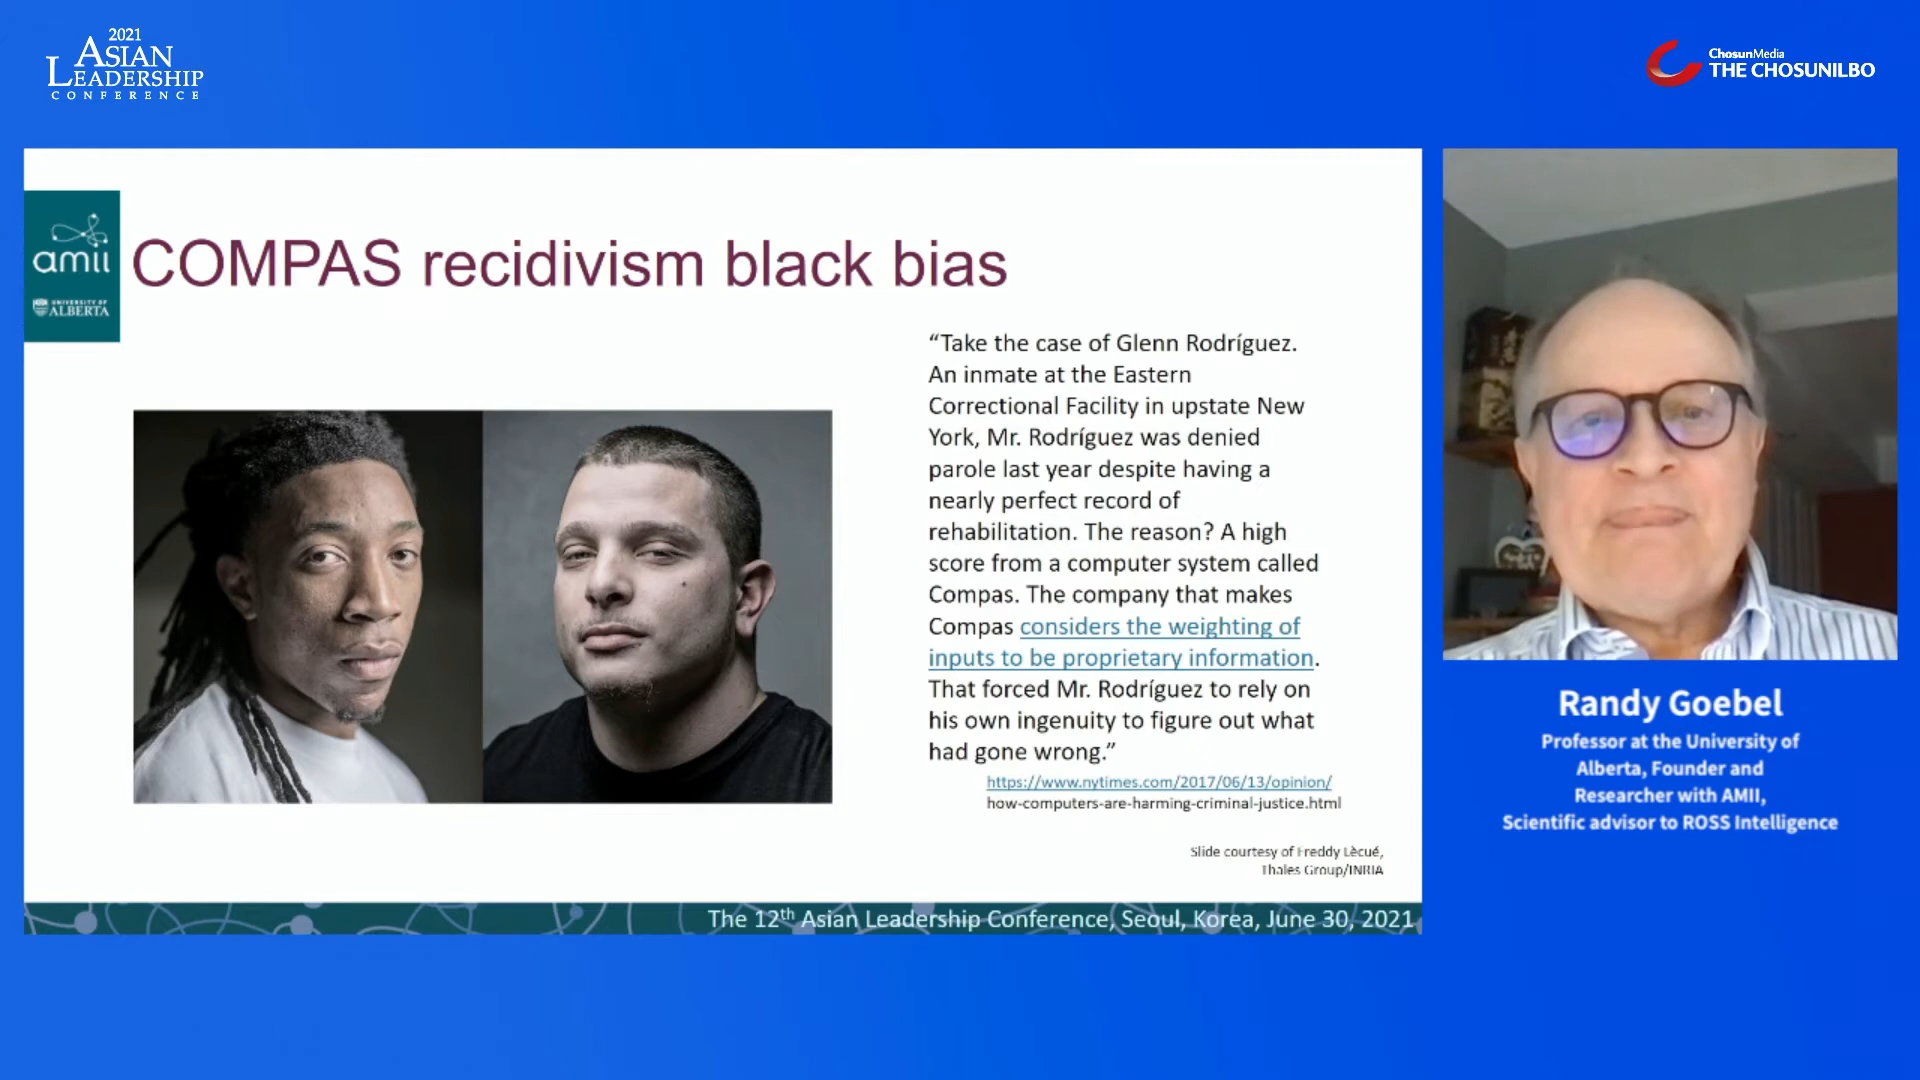 2021
ASIAN
LEADERSHIP
CONFERENCE
ChosunMedia
THE CHOSUNILBO
amii
UNIVERSITY OF
ALBERTA
COMPAS recidivism black bias
“Take the case of Glenn Rodríguez.
An inmate at the Eastern
Correctional Facility in upstate New
York, Mr. Rodríguez was denied
parole last year despite having a
nearly perfect record of
rehabilitation. The reason? A high
score from a computer system called
Compas. The company that makes
Compas considers the weighting of
inputs to be proprietary information.
That forced Mr. Rodríguez to rely on
his own ingenuity to figure out what
had gone wrong.”
https://www.nytimes.com/2017/06/13/opinion/
how-computers-are-harming-criminal-justice.html
Slide courtesy of Freddy Lècué,
Thales Group/INRIA
The 12th Asian Leadership Conference, Seoul, Korea, June 30, 2021
Randy Goebel
Professor at the University of
Alberta, Founder and
Researcher with AMII,
Scientific advisor to ROSS Intelligence